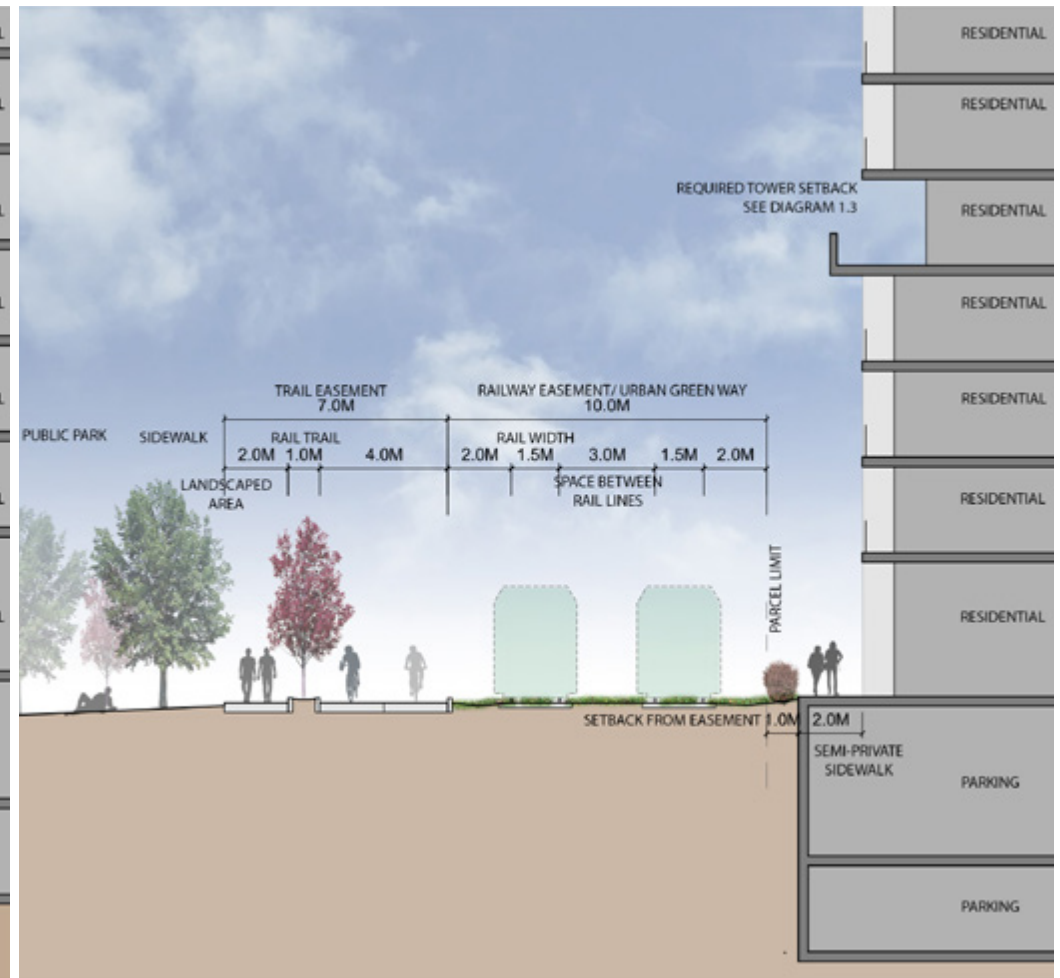 RESIDENTIAL
RESIDENTIAL
REQUIRED TOWER SETBACK
SEE DIAGRAM 1.3
RESIDENTIAL
RESIDENTIAL
TRAIL EASEMENT
7.0M
RAILWAY EASEMENT/ URBAN GREEN WAY
10.0M
RESIDENTIAL
PUBLIC PARK
SIDEWALK
RAIL TRAIL
RAIL WIDTH
2.0M 1.0M 4.0M 2.0M 1.5M 3.0M 1.5M 2.0M
LANDSCAPED
AREA
SPACE BETWEEN
RAIL LINES
RESIDENTIAL
PARCEL LIMIT
RESIDENTIAL
SETBACK FROM EASEMENT 1.0M 2.0M
SEMI-PRIVATE
SIDEWALK
PARKING
PARKING